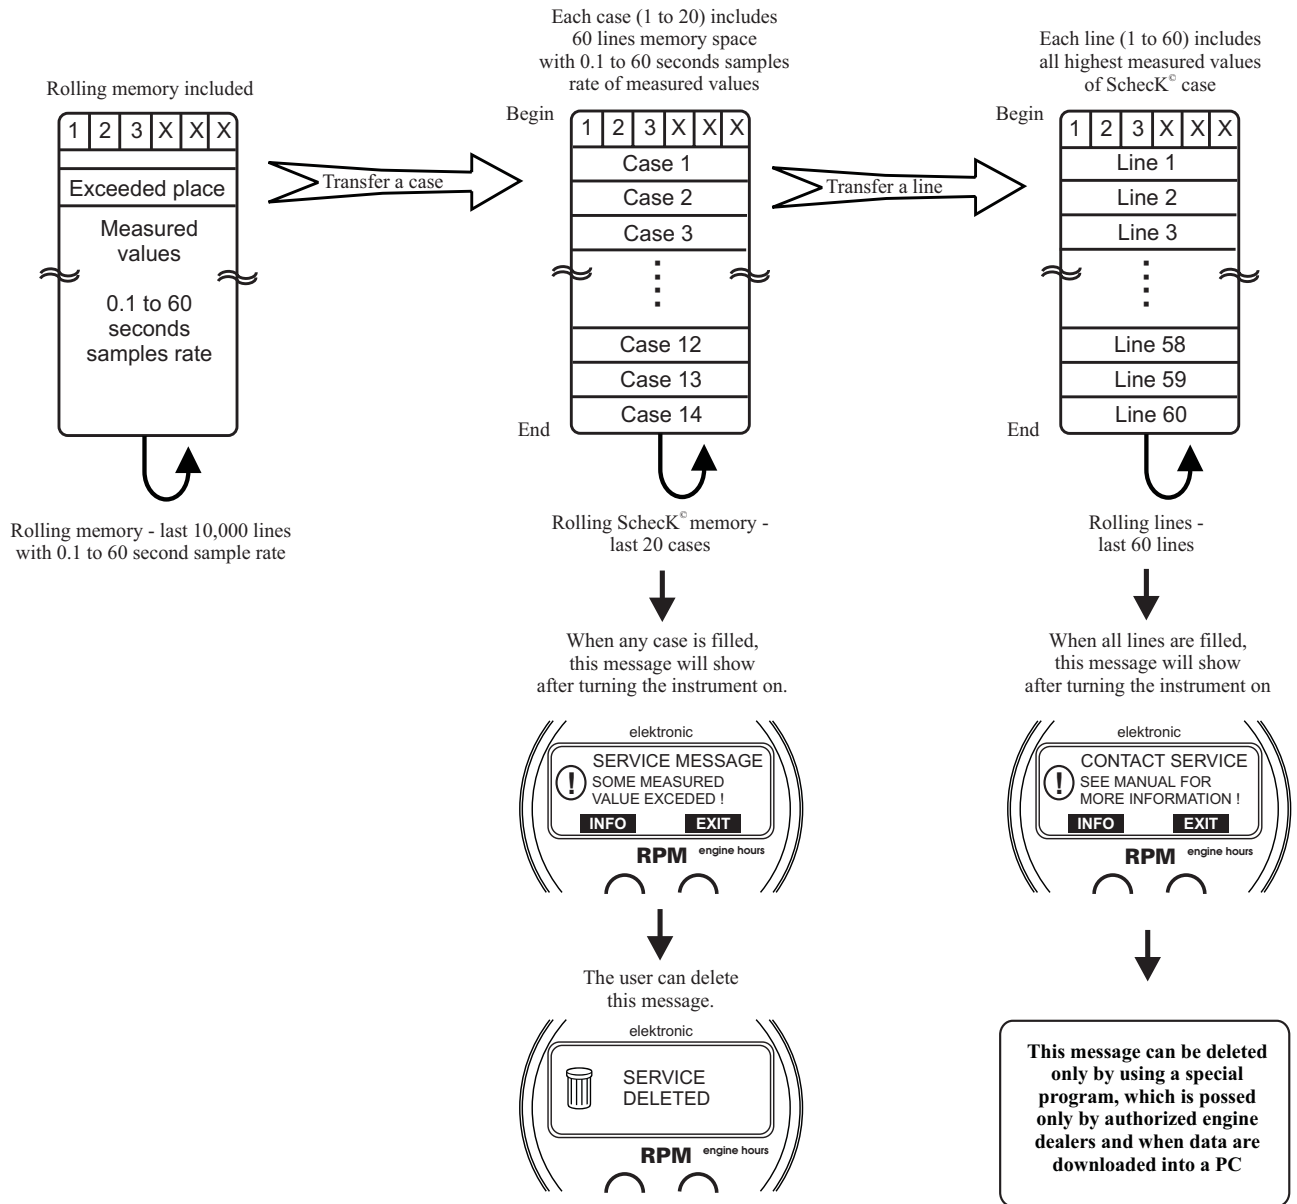 Rolling memory included
1 2 3 X X X
Exceeded place
Measured
values
0.1 to 60
seconds
samples rate
Rolling memory - last 10,000 lines
with 0.1 to 60 second sample rate
Transfer a case
Each case (1 to 20) includes
60 lines memory space
with 0.1 to 60 seconds samples
rate of measured values
Begin
1 2 3 X X X
Case 1
Case 2
Case 3
Case 12
Case 13
Case 14
End
Rolling SchecK© memory -
last 20 cases
When any case is filled,
this message will show
after turning the instrument on.
elektronic
SERVICE MESSAGE
! SOME MEASURED
VALUE EXCEDED !
INFO EXIT
RPM engine hours
The user can delete
this message.
elektronic
SERVICE
DELETED
RPM engine hours
Transfer a line
Each line (1 to 60) includes
all highest measured values
of SchecK© case
Begin
1 2 3 X X X
Line 1
Line 2
Line 3
Line 58
Line 59
Line 60
End
Rolling lines -
last 60 lines
When all lines are filled,
this message will show
after turning the instrument on
elektronic
CONTACT SERVICE
! SEE MANUAL FOR
MORE INFORMATION !
INFO EXIT
RPM engine hours
This message can be deleted
only by using a special
program, which is possed
only by authorized engine
dealers and when data are
downloaded into a PC